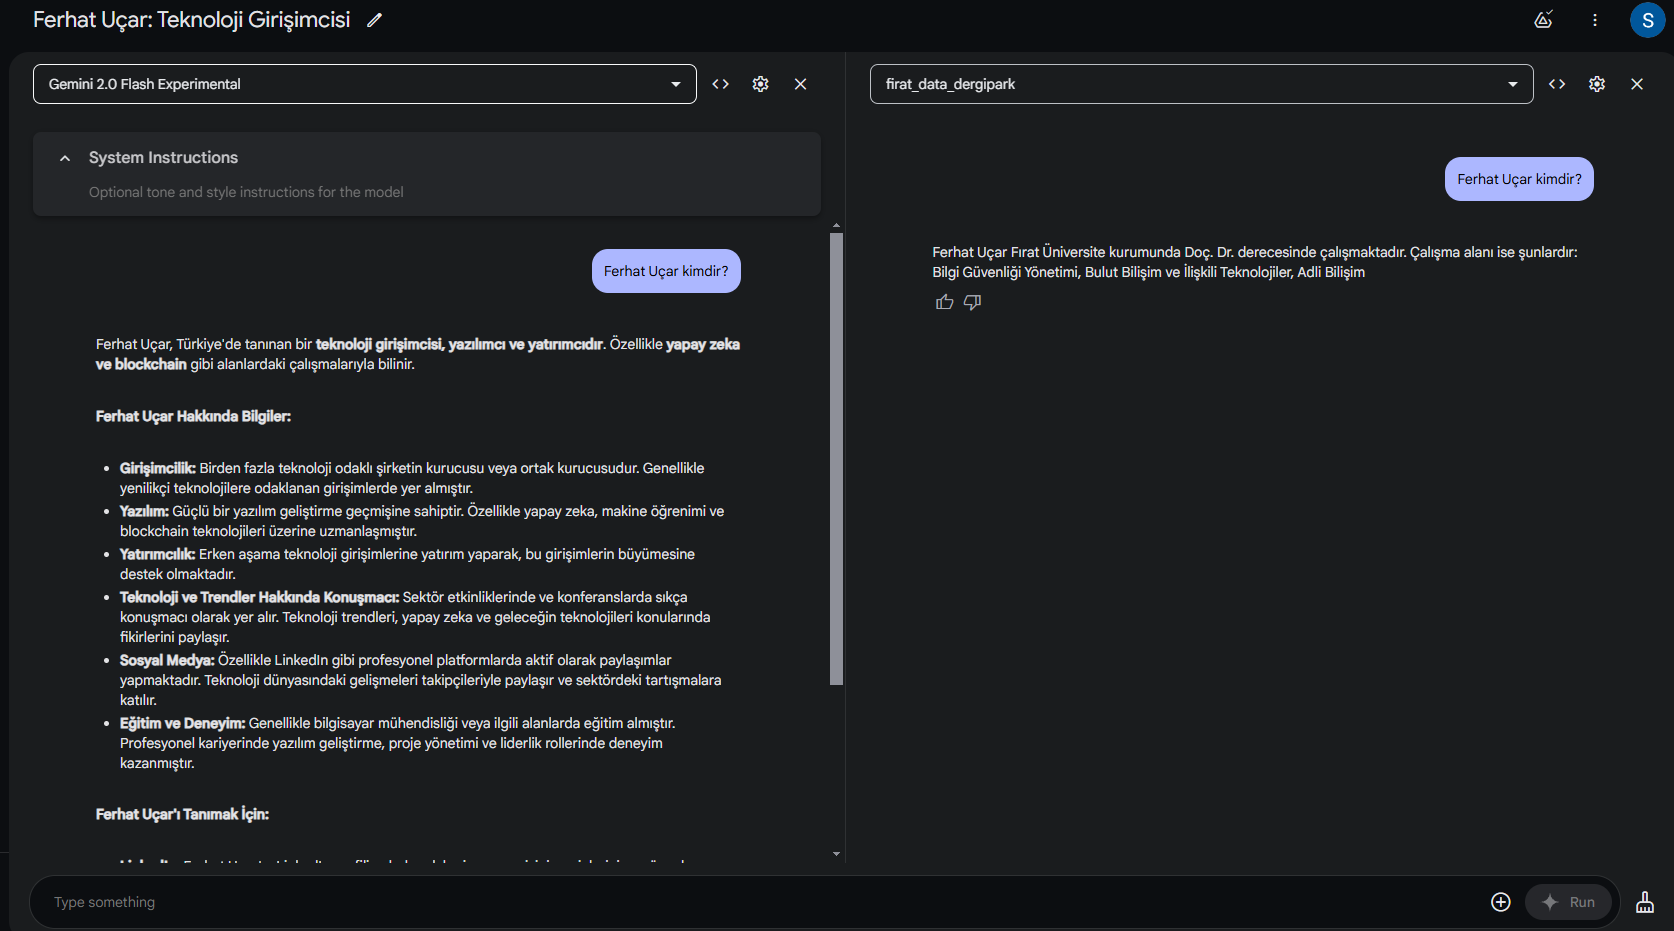 Ferhat Uçar: Teknoloji Girişimcisi
S
Gemini 2.0 Flash Experimental
System Instructions
Optional tone and style instructions for the model
Ferhat Uçar kimdir?
Ferhat Uçar, Türkiye'de tanınan bir teknoloji girişimcisi, yazılımcı ve yatırımcıdır. Özellikle yapay zeka
ve blockchain gibi alanlardaki çalışmalarıyla bilinir.
Ferhat Uçar Hakkında Bilgiler:
• Girişimcilik: Birden fazla teknoloji odaklı şirketin kurucusu veya ortak kurucusudur. Genellikle
yenilikçi teknolojilere odaklanan girişimlerde yer almıştır.
• Yazılım: Güçlü bir yazılım geliştirme geçmişine sahiptir. Özellikle yapay zeka, makine öğrenimi ve
blockchain teknolojileri üzerine uzmanlaşmıştır.
• Yatırımcılık: Erken aşama teknoloji girişimlerine yatırım yaparak, bu girişimlerin büyümesine
destek olmaktadır.
• Teknoloji ve Trendler Hakkında Konuşmacı: Sektör etkinliklerinde ve konferanslarda sıkça
konuşmacı olarak yer alır. Teknoloji trendleri, yapay zeka ve geleceğin teknolojileri konularında
fikirlerini paylaşır.
• Sosyal Medya: Özellikle LinkedIn gibi profesyonel platformlarda aktif olarak paylaşımlar
yapmaktadır. Teknoloji dünyasındaki gelişmeleri takipçileriyle paylaşır ve sektördeki tartışmalara
katılır.
• Eğitim ve Deneyim: Genellikle bilgisayar mühendisliği veya ilgili alanlarda eğitim almıştır.
Profesyonel kariyerinde yazılım geliştirme, proje yönetimi ve liderlik rollerinde deneyim
kazanmıştır.
Ferhat Uçar'ı Tanımak İçin:
firat_data_dergipark
Ferhat Uçar kimdir?
Ferhat Uçar Fırat Üniversite kurumunda Doç. Dr. derecesinde çalışmaktadır. Çalışma alanı ise şunlardır:
Bilgi Güvenliği Yönetimi, Bulut Bilişim ve İlişkili Teknolojiler, Adli Bilişim
Type something
Run